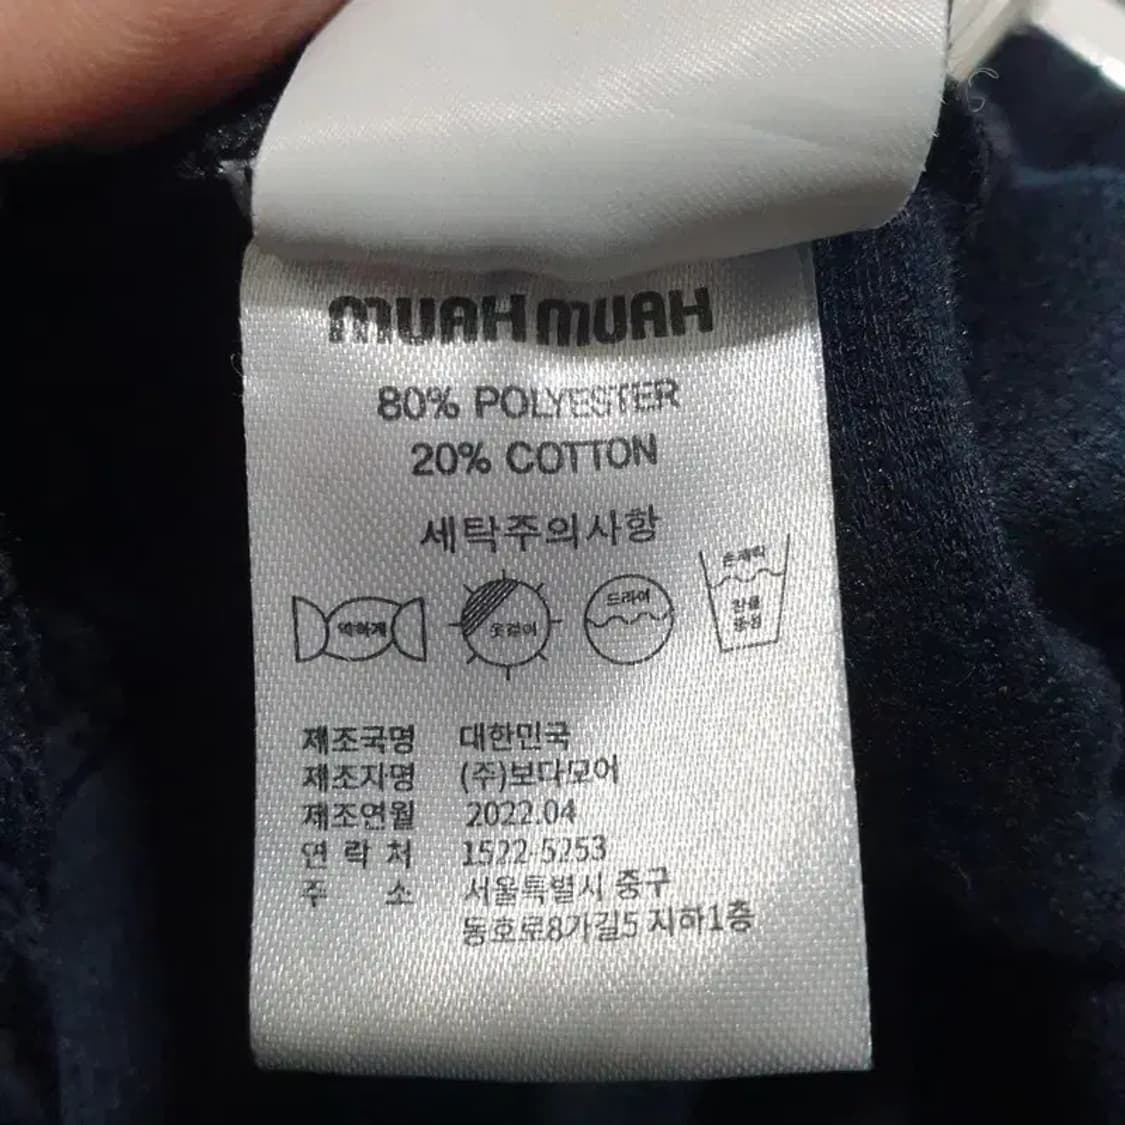 MUAH MUAH
80% POLYESTER
20% COTTON
세탁주의사항
약하게
옷걸이
드라이
손세탁
중성
제조국명 대한민국
제조자명 (주)보다모어
제조연월 2022.04
연 락 처 1522-5253
주 소 서울특별시 중구
동호로8가길5 지하1층